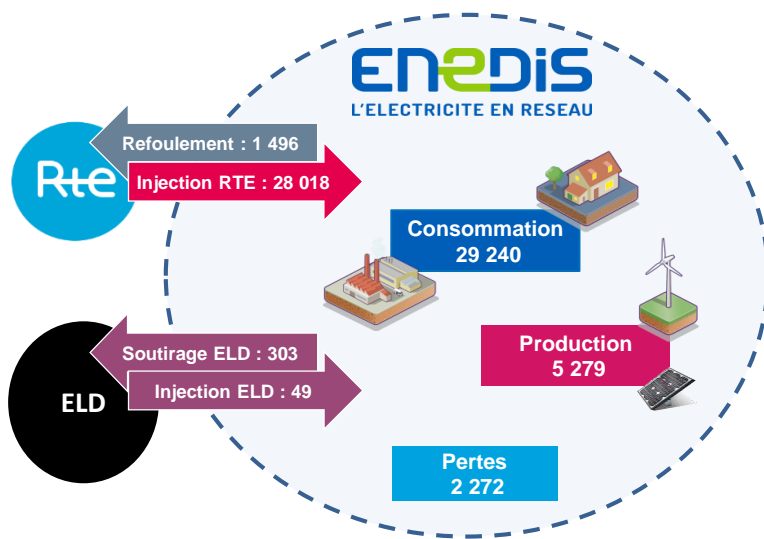 enedis
L'ELECTRICITE EN RESEAU
Refoulement : 1 496
Rte
Injection RTE : 28 018
Consommation
29 240
Soutirage ELD : 303
Production
5 279
Injection ELD : 49
ELD
Pertes
2 272